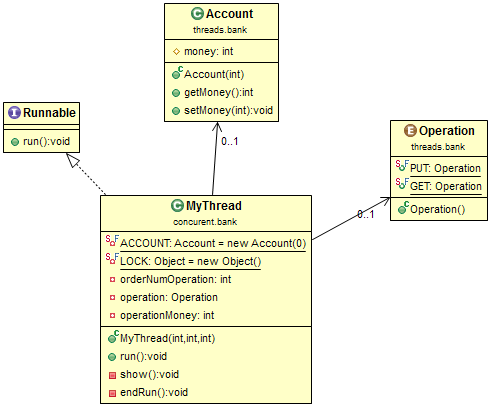 C Account
threads.bank
money: int
C Account(int)
getMoney():int
setMoney(int):void
I Runnable
run():void
0..1
E Operation
threads.bank
S F PUT: Operation
S F GET: Operation
C Operation()
0..1
C MyThread
concurent.bank
S F ACCOUNT: Account = new Account(0)
S F LOCK: Object = new Object()
orderNumOperation: int
operation: Operation
operationMoney: int
C MyThread(int,int,int)
run():void
show():void
endRun():void